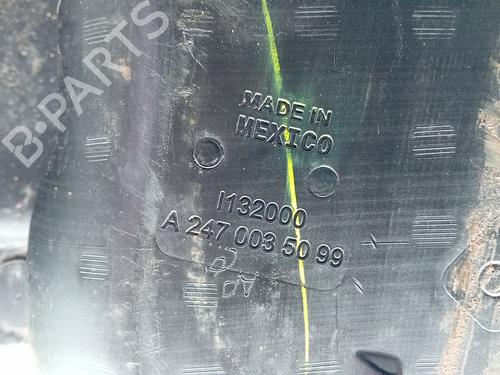 B-PARTS
MADE IN
MEXICO
I132000
A 247 003 50 99